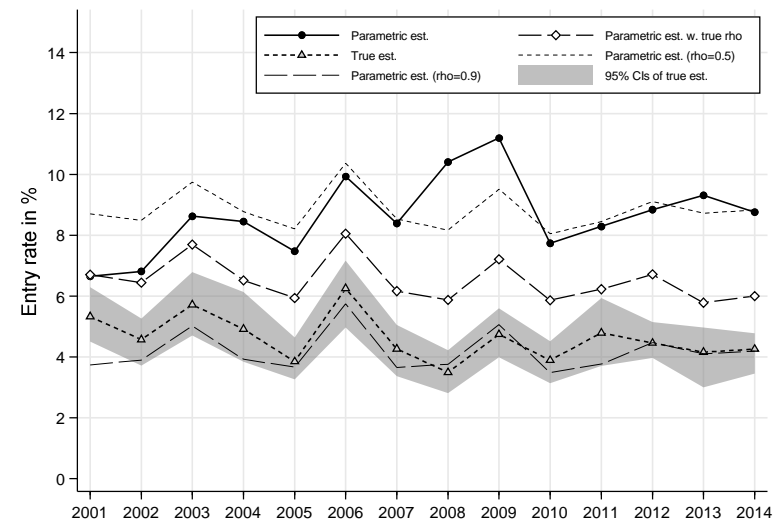 Parametric est.
Parametric est. w. true rho
True est.
Parametric est. (rho=0.5)
Parametric est. (rho=0.9)
95% CIs of true est.
Entry rate in %
14
12
10
8
6
4
2
0
2001 2002 2003 2004 2005 2006 2007 2008 2009 2010 2011 2012 2013 2014